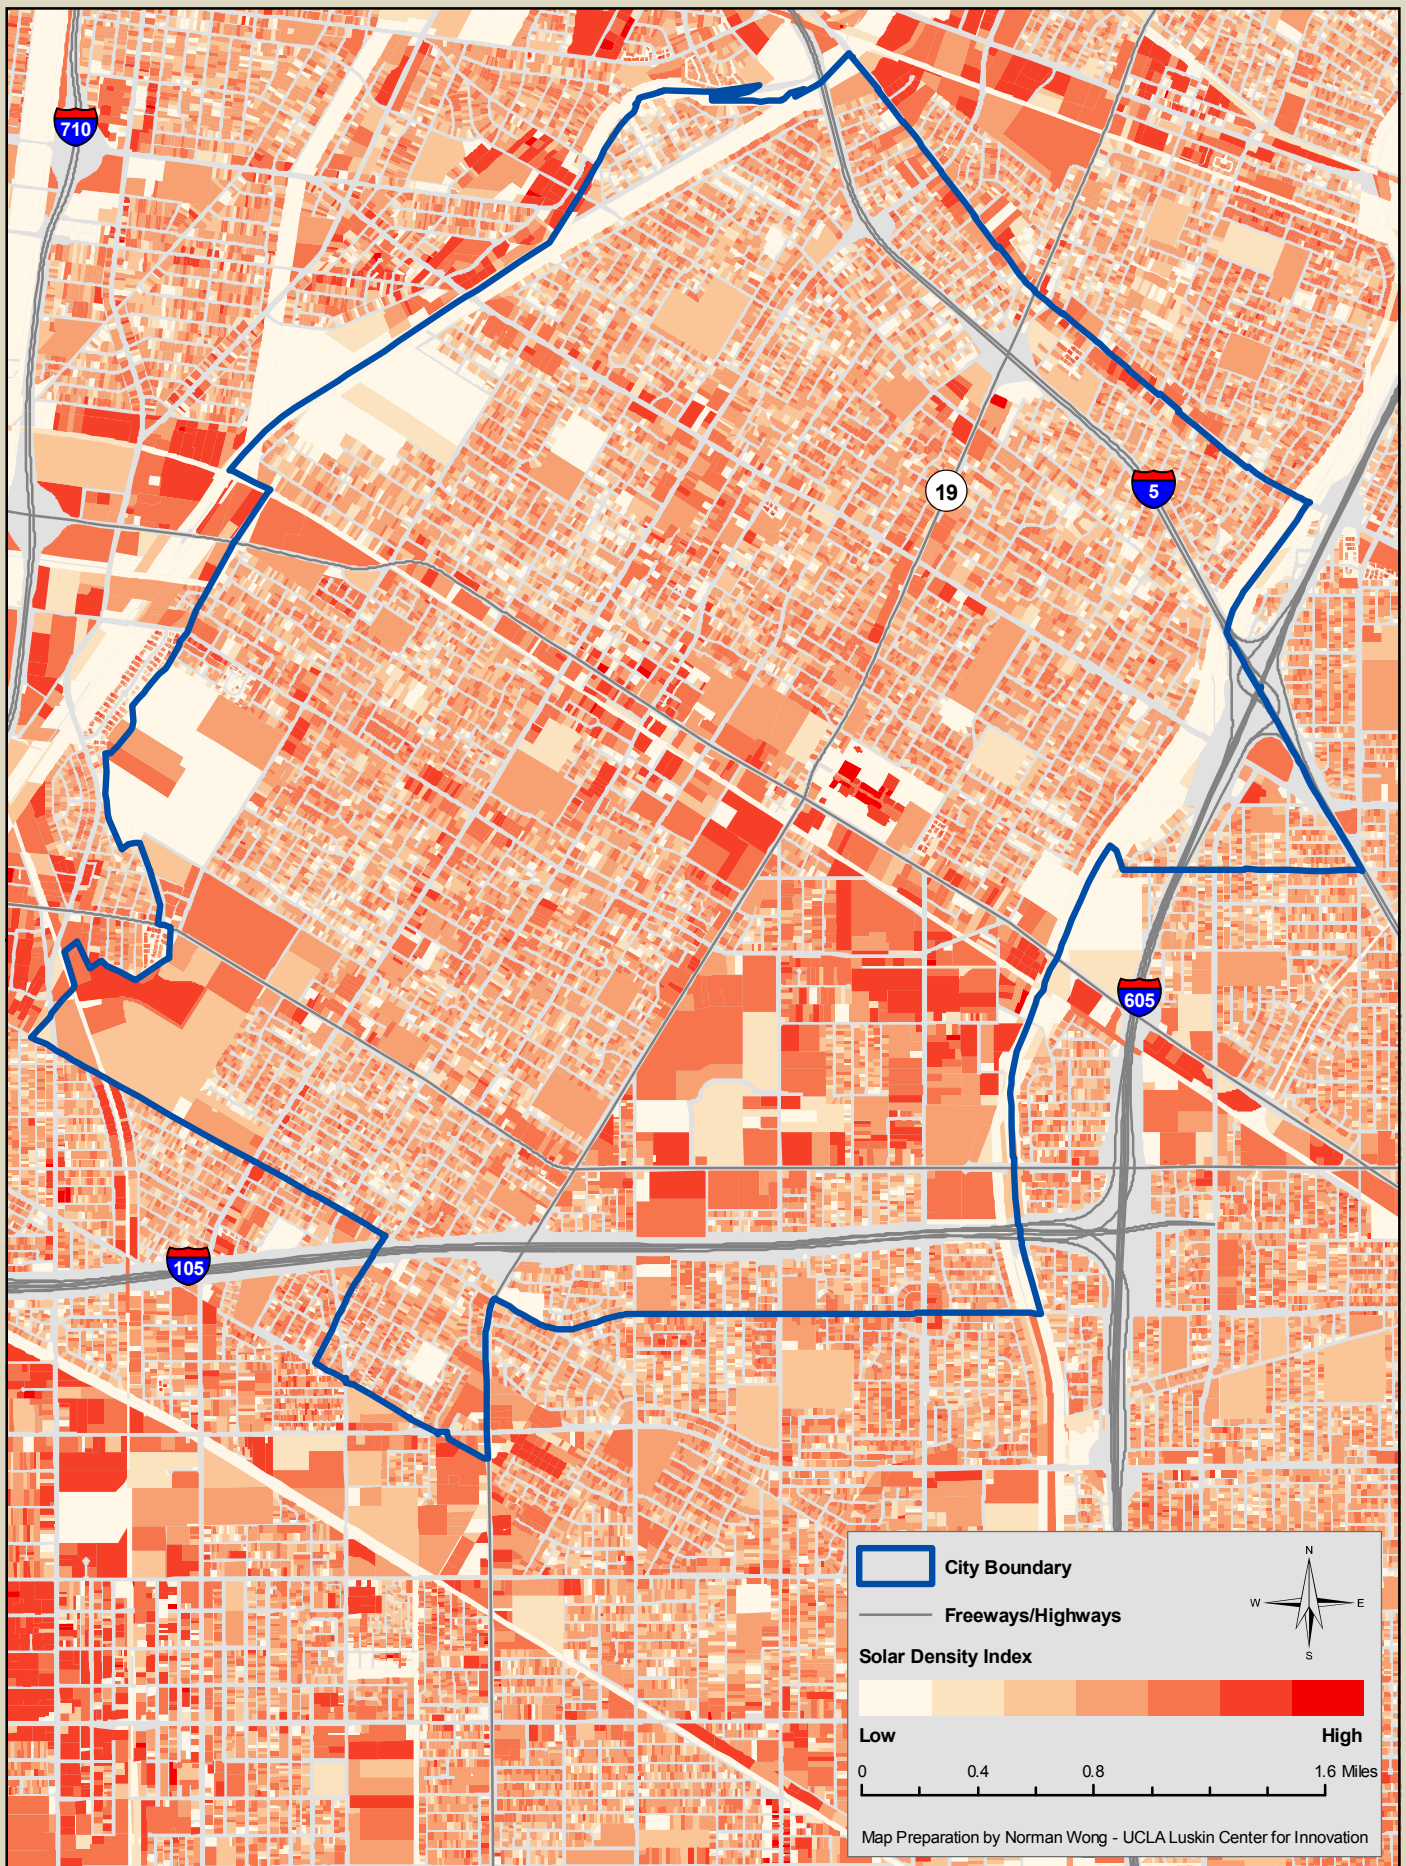 710
19
5
605
105
City Boundary
Freeways/Highways
N
W E
S
Solar Density Index
Low High
0 0.4 0.8 1.6 Miles
Map Preparation by Norman Wong - UCLA Luskin Center for Innovation